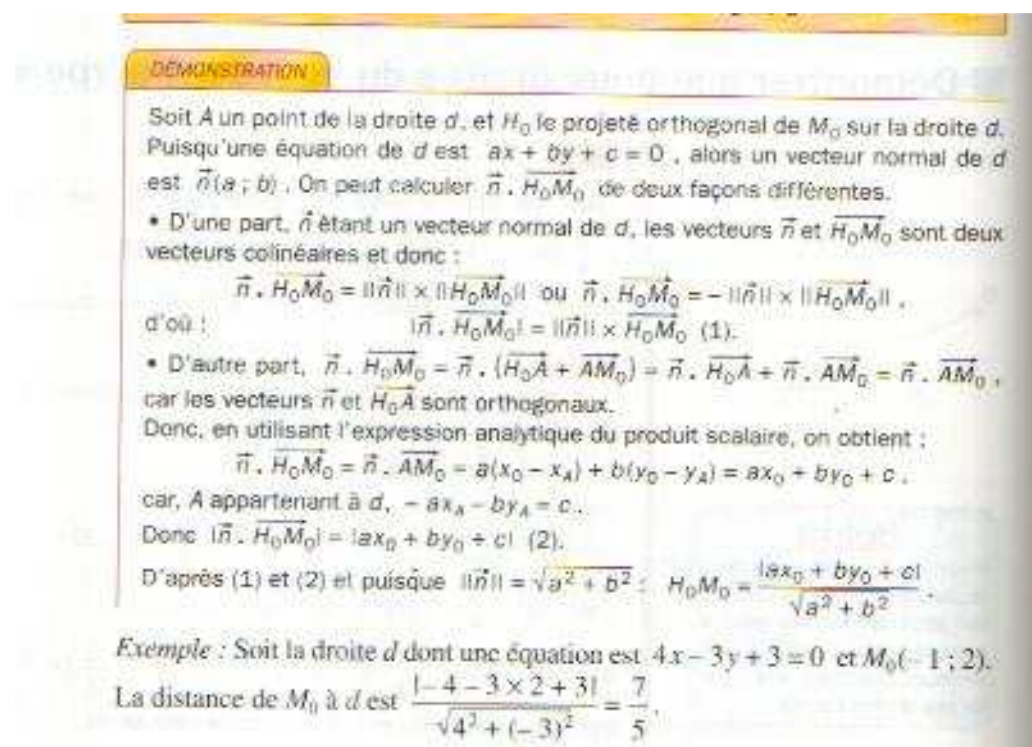 DÉMONSTRATION
Soit A un point de la droite d, et H₀ le projeté orthogonal de M₀ sur la droite d.
Puisqu'une équation de d est ax + by + c = 0, alors un vecteur normal de d
est n⃗(a ; b). On peut calculer n⃗ . H₀M₀⃗ de deux façons différentes.
• D'une part, n⃗ étant un vecteur normal de d, les vecteurs n⃗ et H₀M₀⃗ sont deux
vecteurs colinéaires et donc :
n⃗ . H₀M₀⃗ = ||n⃗|| × ||H₀M₀⃗|| ou n⃗ . H₀M₀⃗ = – ||n⃗|| × ||H₀M₀⃗||,
d'où : |n⃗ . H₀M₀⃗| = ||n⃗|| × H₀M₀⃗ (1).
• D'autre part, n⃗ . H₀M₀⃗ = n⃗ . (H₀A⃗ + AM₀⃗) = n⃗ . H₀A⃗ + n⃗ . AM₀⃗ = n⃗ . AM₀⃗,
car les vecteurs n⃗ et H₀A⃗ sont orthogonaux.
Donc, en utilisant l'expression analytique du produit scalaire, on obtient :
n⃗ . H₀M₀⃗ = n⃗ . AM₀⃗ = a(x₀ – x_A) + b(y₀ – y_A) = ax₀ + by₀ + c,
car, A appartenant à d, – ax_A – by_A = c.
Donc |n⃗ . H₀M₀⃗| = |ax₀ + by₀ + c| (2).
D'après (1) et (2) et puisque ||n⃗|| = √(a² + b²) : H₀M₀ = |ax₀ + by₀ + c| / √(a² + b²).
Exemple : Soit la droite d dont une équation est 4x – 3y + 3 = 0 et M₀(– 1 ; 2).
La distance de M₀ à d est |– 4 – 3 × 2 + 3| / √(4² + (– 3)²) = 7/5.